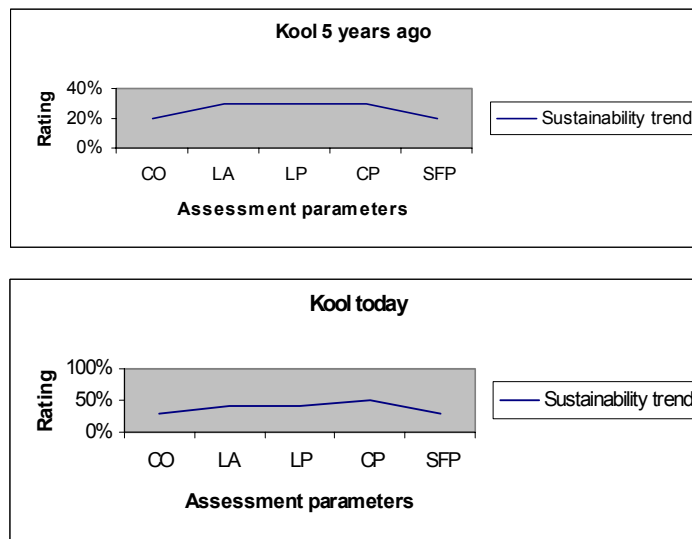 Kool 5 years ago
40%
20%
0%
Rating
CO LA LP CP SFP
Assessment parameters
Sustainability trend
Kool today
100%
50%
0%
Rating
CO LA LP CP SFP
Assessment parameters
Sustainability trend